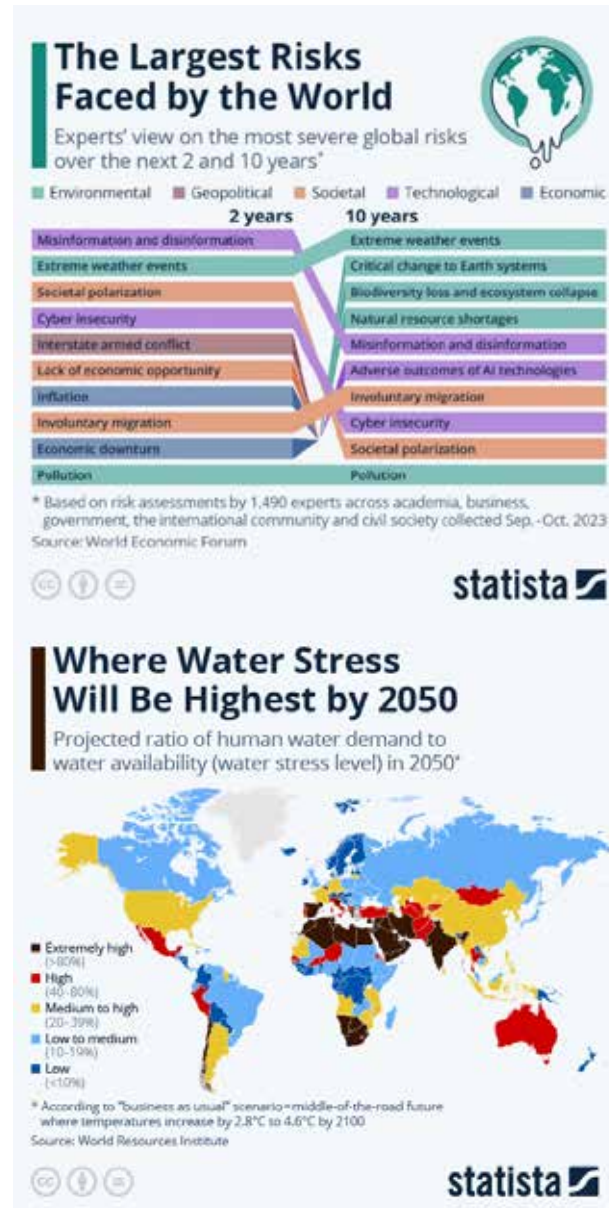 The Largest Risks
Faced by the World
Experts' view on the most severe global risks
over the next 2 and 10 years*
Environmental Geopolitical Societal Technological Economic
2 years 10 years
Misinformation and disinformation
Extreme weather events
Societal polarization
Cyber insecurity
Interstate armed conflict
Lack of economic opportunity
Inflation
Involuntary migration
Economic downturn
Pollution
Extreme weather events
Critical change to Earth systems
Biodiversity loss and ecosystem collapse
Natural resource shortages
Misinformation and disinformation
Adverse outcomes of AI technologies
Involuntary migration
Cyber insecurity
Societal polarization
Pollution
* Based on risk assessments by 1,490 experts across academia, business,
government, the international community and civil society collected Sep. -Oct. 2023
Source: World Economic Forum
cc
statista
Where Water Stress
Will Be Highest by 2050
Projected ratio of human water demand to
water availability (water stress level) in 2050*
Extremely high
(>80%)
High
(40-80%)
Medium to high
(20-39%)
Low to medium
(10-19%)
Low
(<10%)
* According to "business as usual" scenario=middle-of-the-road future
where temperatures increase by 2.8°C to 4.6°C by 2100
Source: World Resources Institute
cc
statista